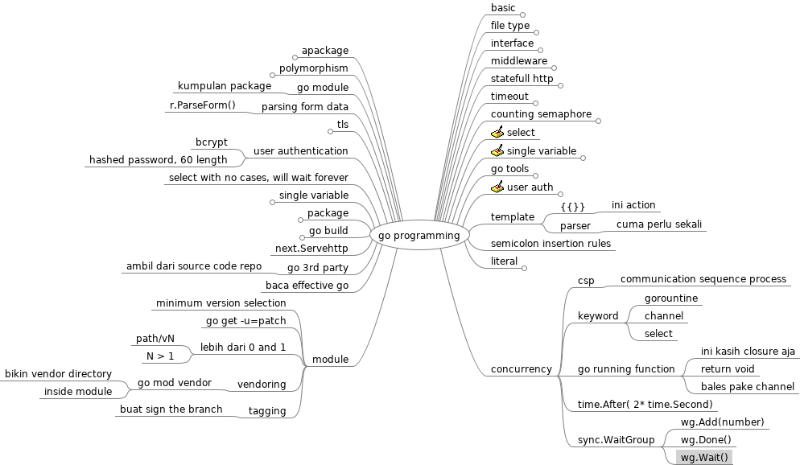 go programming
basic
file type
interface
middleware
statefull http
timeout
counting semaphore
select
single variable
go tools
user auth
template
{{}}
ini action
parser
cuma perlu sekali
semicolon insertion rules
literal
concurrency
csp
communication sequence process
keyword
gorountine
channel
select
go running function
ini kasih closure aja
return void
bales pake channel
time.After( 2* time.Second)
sync.WaitGroup
wg.Add(number)
wg.Done()
wg.Wait()
apackage
polymorphism
go module
kumpulan package
parsing form data
r.ParseForm()
tls
user authentication
bcrypt
hashed password, 60 length
select with no cases, will wait forever
single variable
package
go build
next.Servehttp
go 3rd party
ambil dari source code repo
baca effective go
module
minimum version selection
go get -u=patch
lebih dari 0 and 1
path/vN
N > 1
vendoring
go mod vendor
bikin vendor directory
inside module
tagging
buat sign the branch